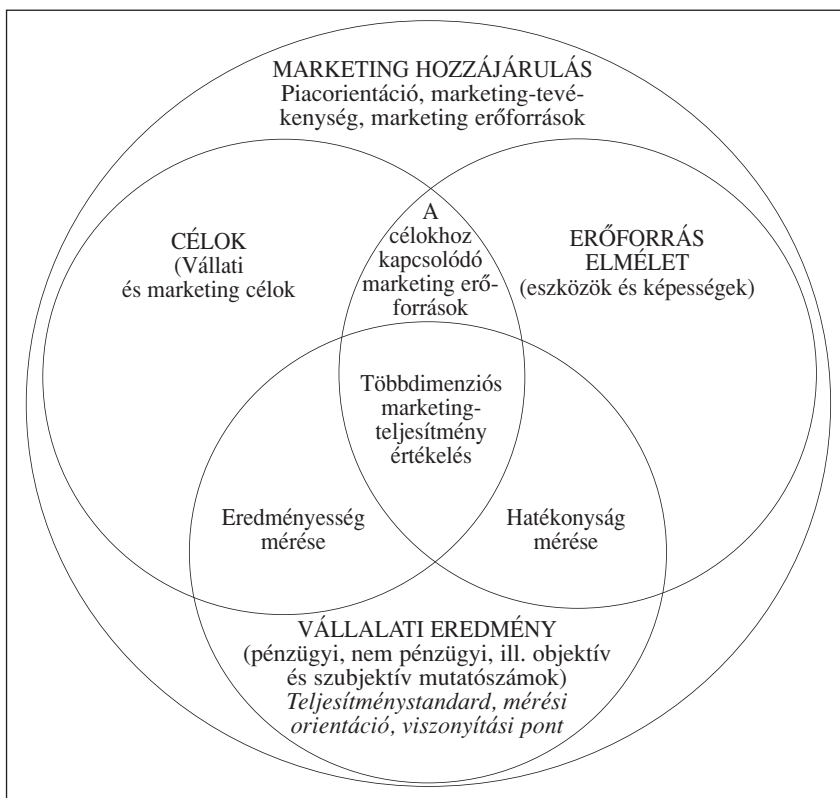 MARKETING HOZZÁJÁRULÁS
Piacorientáció, marketing-tevé-
kenység, marketing erőforrások
CÉLOK
(Vállati
és marketing célok
A
célokhoz
kapcsolódó
marketing erő-
források
ERŐFORRÁS
ELMÉLET
(eszközök és képességek)
Többdimenziós
marketing-
teljesítmény
értékelés
Eredményesség
mérése
Hatékonyság
mérése
VÁLLALATI EREDMÉNY
(pénzügyi, nem pénzügyi, ill. objektív
és szubjektív mutatószámok)
Teljesítménystandard, mérési
orientáció, viszonyítási pont